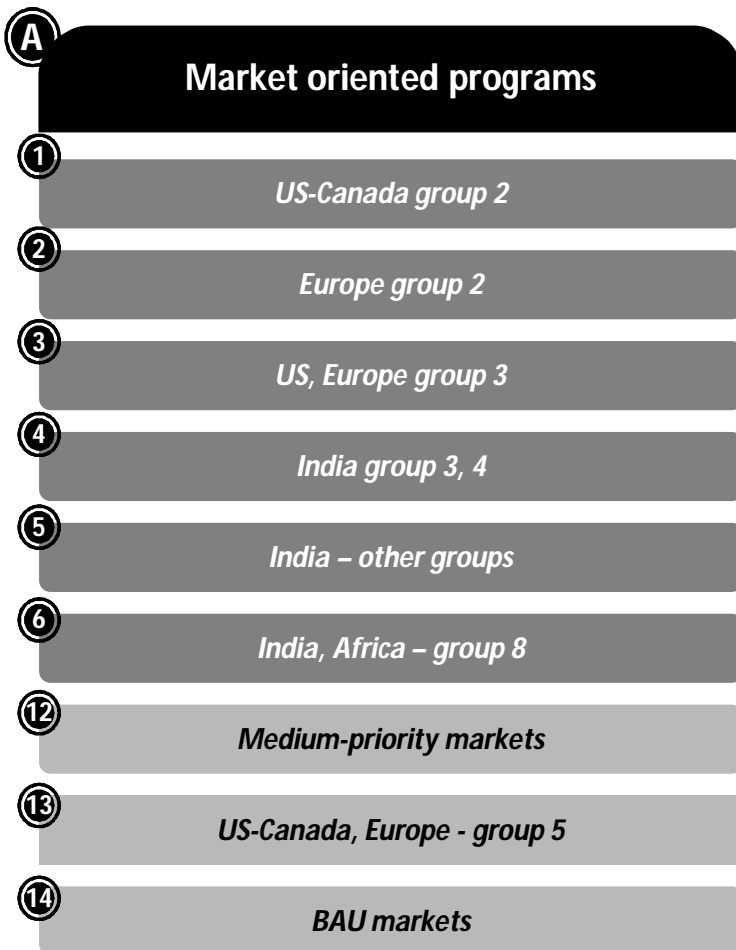 A
Market oriented programs
1
US-Canada group 2
2
Europe group 2
3
US, Europe group 3
4
India group 3, 4
5
India – other groups
6
India, Africa – group 8
12
Medium-priority markets
13
US-Canada, Europe - group 5
14
BAU markets